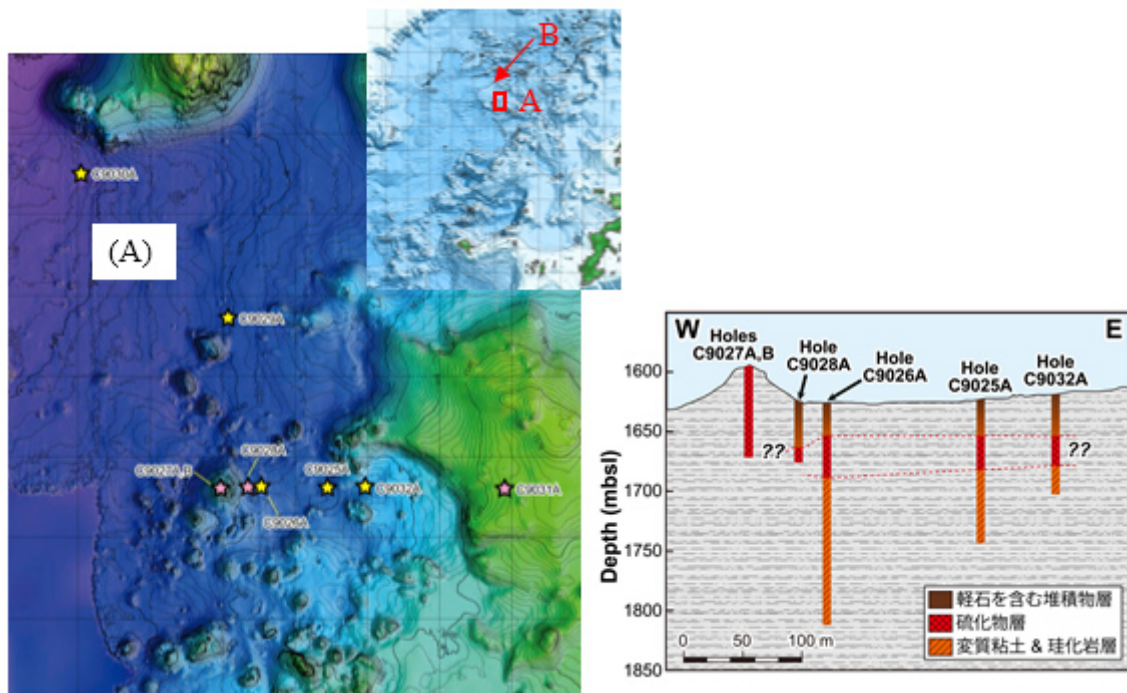 B
A
C9030A
(A)
C9029A
C9028A
C9027A,B
C9025A
C9032A
C9031A
C9026A
W
E
Holes
C9027A,B
Hole
C9028A
Hole
C9026A
Hole
C9025A
Hole
C9032A
1600
1650
1700
1750
1800
1850
Depth (mbsl)
??
??
0 50 100 m
軽石を含む堆積物層
硫化物層
変質粘土 & 珪化岩層